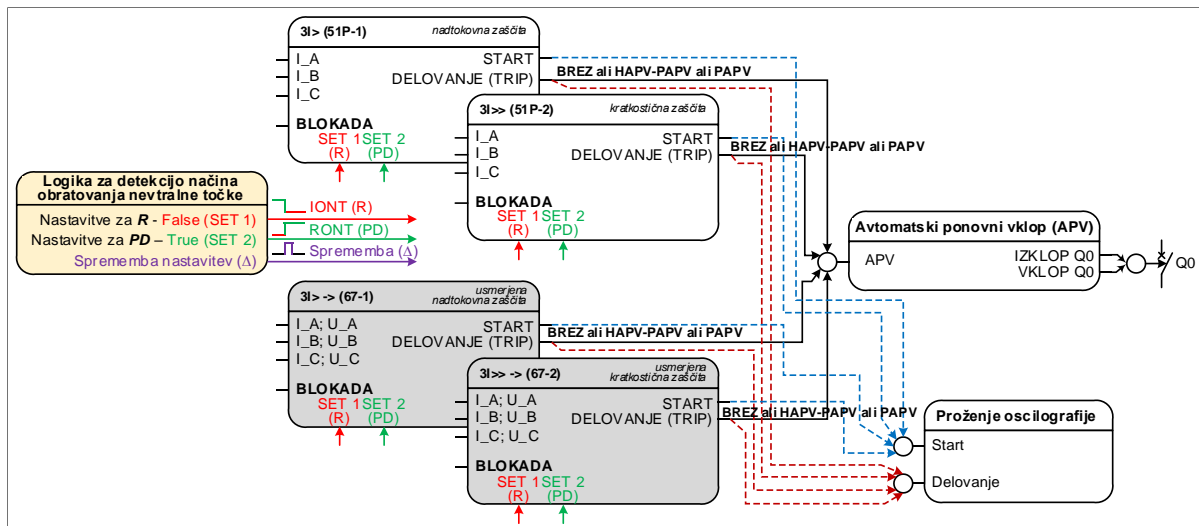 3I> (51P-1)
nadtokovna zaščita
I_A
I_B
I_C
START
DELOVANJE (TRIP)
BLOKADA
SET 1 SET 2
(R) (PD)
BREZ ali HAPV-PAPV ali PAPV
3I>> (51P-2)
kratkostična zaščita
I_A
I_B
I_C
START
DELOVANJE (TRIP)
BLOKADA
SET 1 SET 2
(R) (PD)
BREZ ali HAPV-PAPV ali PAPV
Logika za detekcijo načina
obratovanja nevtralne točke
Nastavitve za R - False (SET 1)
Nastavitve za PD – True (SET 2)
Sprememba nastavitev (Δ)
IONT (R)
RONT (PD)
Sprememba (Δ)
Avtomatski ponovni vklop (APV)
APV
IZKLOP Q0
VKLOP Q0
Q0
3I> -> (67-1)
usmerjena
nadtokovna zaščita
I_A; U_A
I_B; U_B
I_C; U_C
START
DELOVANJE (TRIP)
BLOKADA
SET 1 SET 2
(R) (PD)
BREZ ali HAPV-PAPV ali PAPV
3I>> -> (67-2)
usmerjena
kratkostična zaščita
I_A; U_A
I_B; U_B
I_C; U_C
START
DELOVANJE (TRIP)
BLOKADA
SET 1 SET 2
(R) (PD)
BREZ ali HAPV-PAPV ali PAPV
Proženje oscilografije
Start
Delovanje